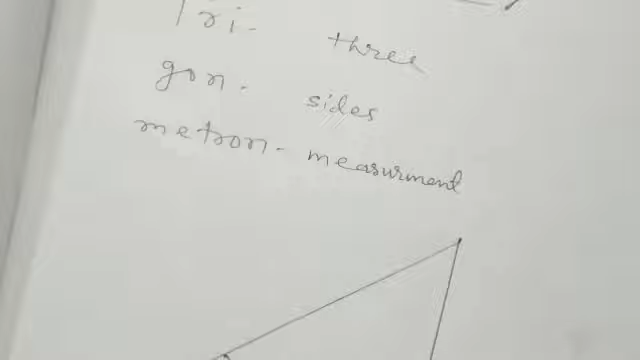 Tri- three
gon- sides
metron- measurment